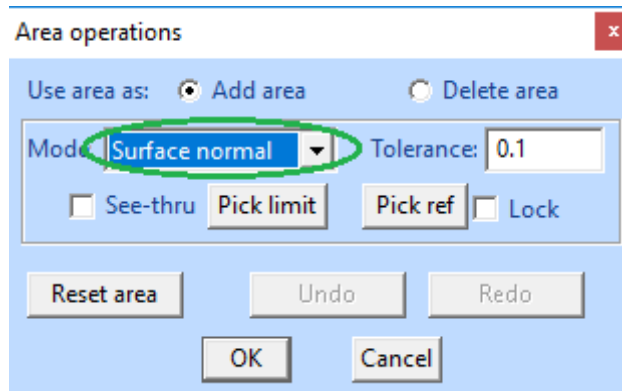 Area operations x
Use area as: Add area Delete area
Mode Surface normal Tolerance: 0.1
See-thru Pick limit Pick ref Lock
Reset area Undo Redo
OK Cancel